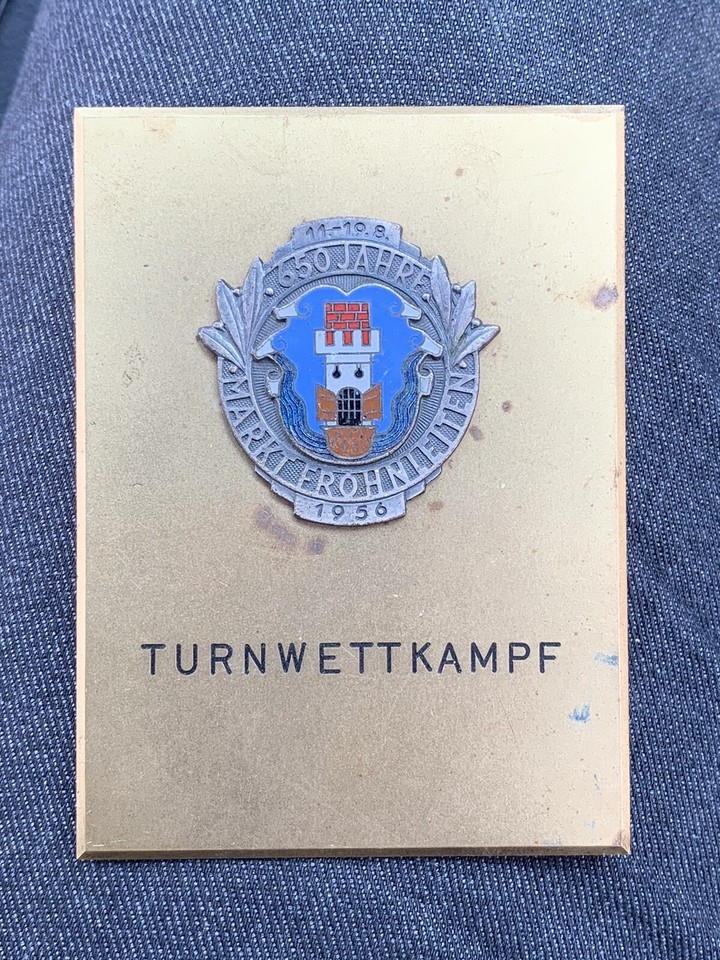 11.-19.8.
650 JAHRE
MARKT FROHNLEITEN
1956
TURNWETTKAMPF